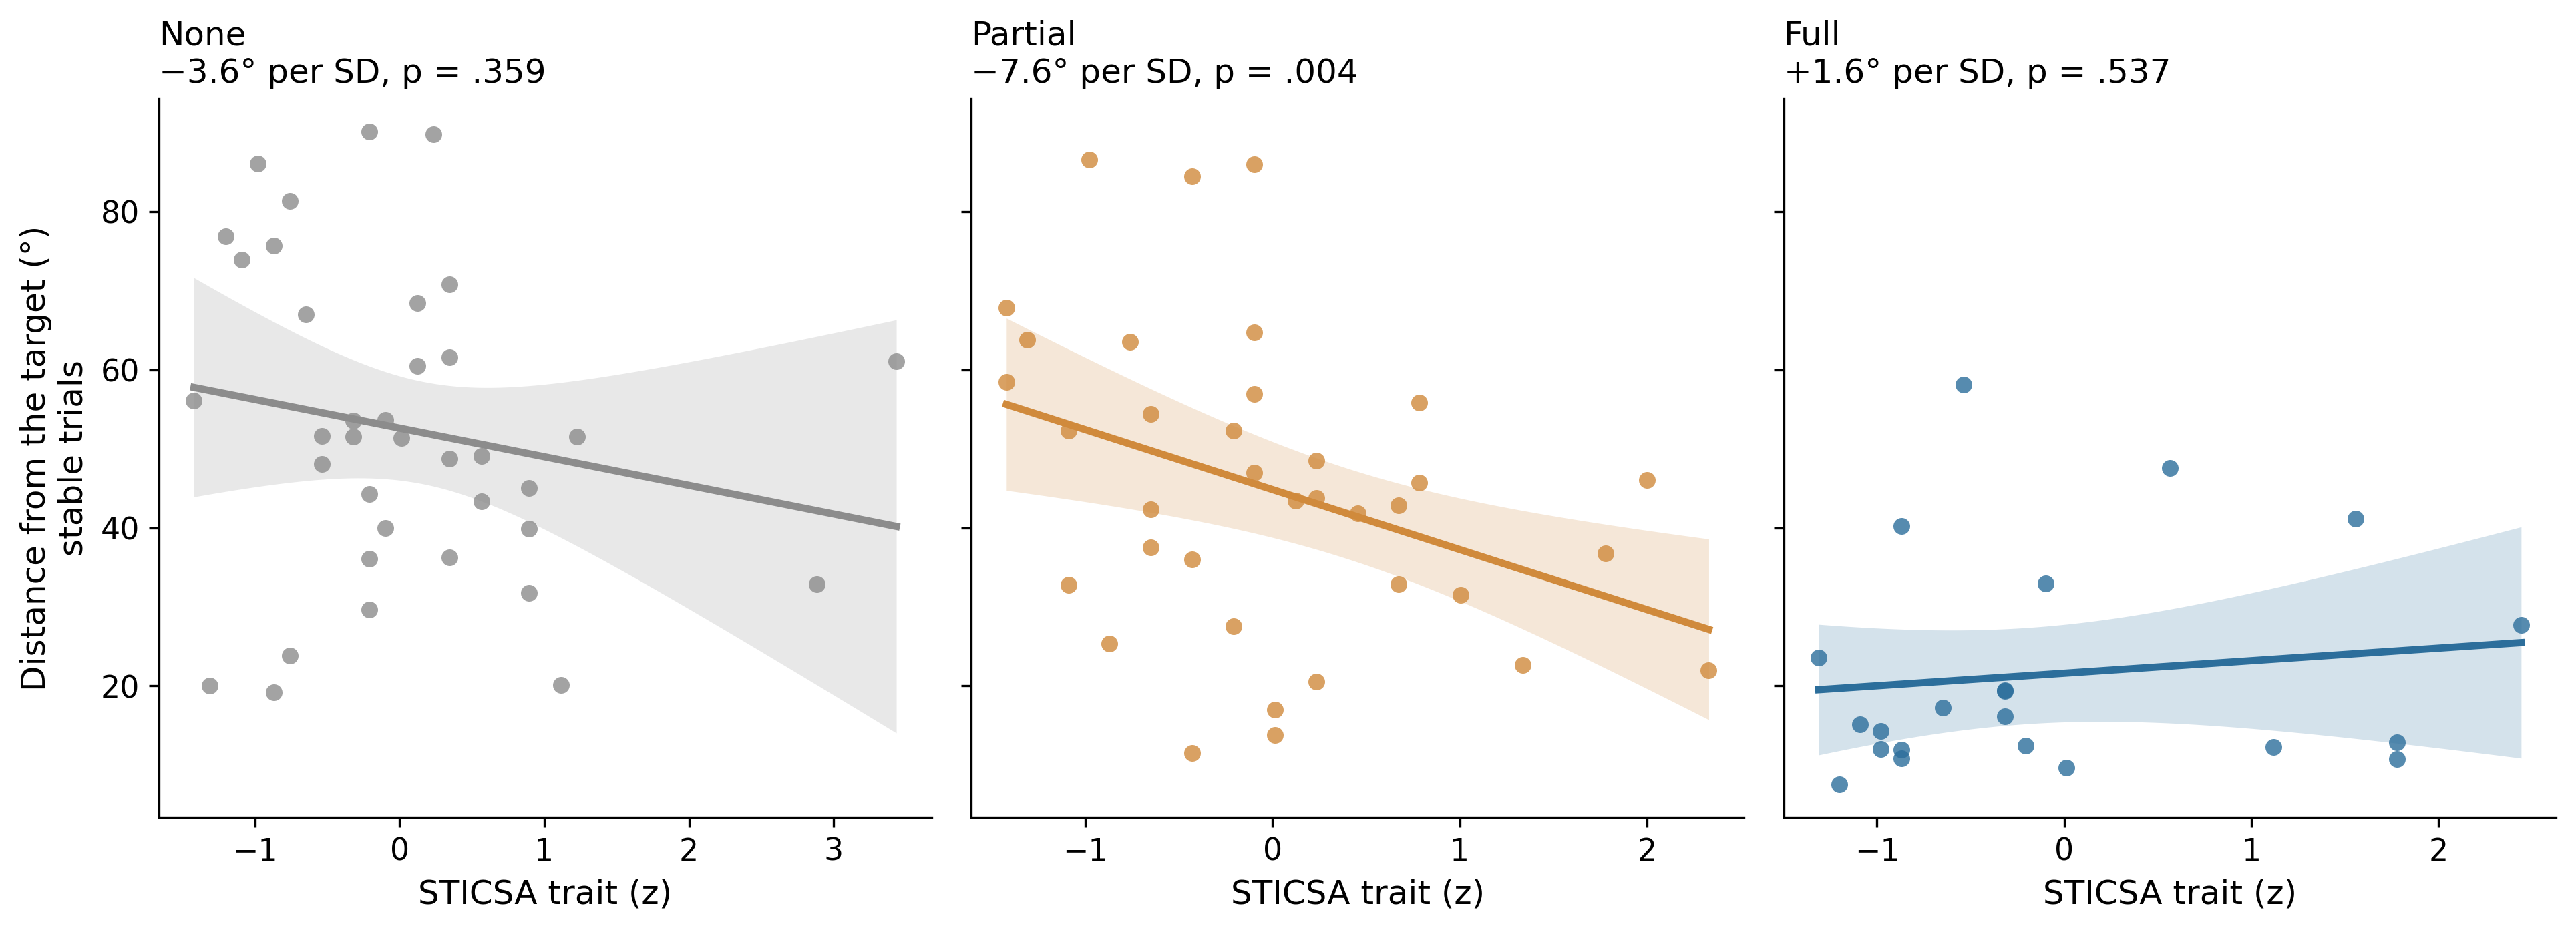 None
−3.6° per SD, p = .359
Partial
−7.6° per SD, p = .004
Full
+1.6° per SD, p = .537
Distance from the target (°)
stable trials
80
60
40
20
−1 0 1 2 3
−1 0 1 2
−1 0 1 2
STICSA trait (z)
STICSA trait (z)
STICSA trait (z)